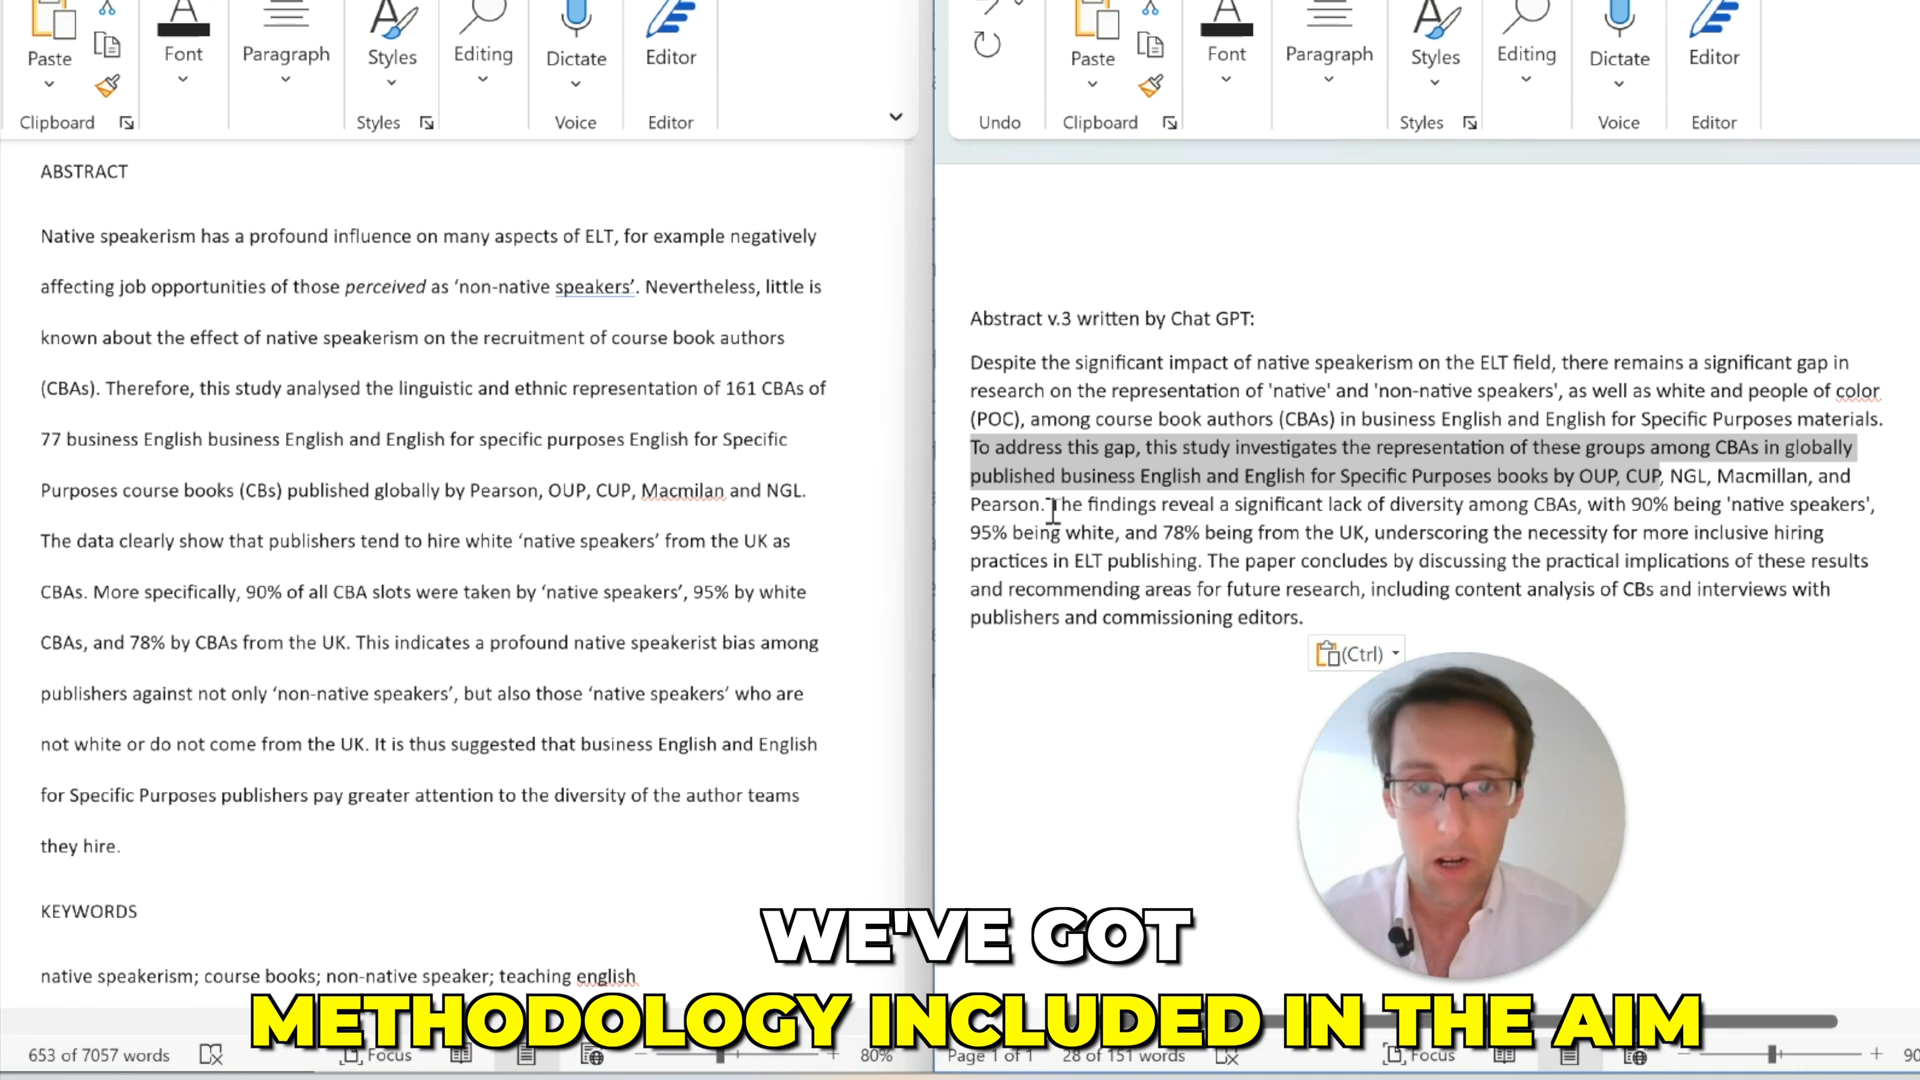 Paste
Font
Paragraph
Styles
Editing
Dictate
Editor
Clipboard
Styles
Voice
Editor
ABSTRACT
Native speakerism has a profound influence on many aspects of ELT, for example negatively
affecting job opportunities of those perceived as ‘non-native speakers’. Nevertheless, little is
known about the effect of native speakerism on the recruitment of course book authors
(CBAs). Therefore, this study analysed the linguistic and ethnic representation of 161 CBAs of
77 business English business English and English for specific purposes English for Specific
Purposes course books (CBs) published globally by Pearson, OUP, CUP, Macmilan and NGL.
The data clearly show that publishers tend to hire white ‘native speakers’ from the UK as
CBAs. More specifically, 90% of all CBA slots were taken by ‘native speakers’, 95% by white
CBAs, and 78% by CBAs from the UK. This indicates a profound native speakerist bias among
publishers against not only ‘non-native speakers’, but also those ‘native speakers’ who are
not white or do not come from the UK. It is thus suggested that business English and English
for Specific Purposes publishers pay greater attention to the diversity of the author teams
they hire.
KEYWORDS
native speakerism; course books; non-native speaker; teaching english
653 of 7057 words
Focus
80%
Paste
Font
Paragraph
Styles
Editing
Dictate
Editor
Undo
Clipboard
Styles
Voice
Editor
Abstract v.3 written by Chat GPT:
Despite the significant impact of native speakerism on the ELT field, there remains a significant gap in
research on the representation of 'native' and 'non-native speakers', as well as white and people of color
(POC), among course book authors (CBAs) in business English and English for Specific Purposes materials.
To address this gap, this study investigates the representation of these groups among CBAs in globally
published business English and English for Specific Purposes books by OUP, CUP, NGL, Macmillan, and
Pearson. The findings reveal a significant lack of diversity among CBAs, with 90% being 'native speakers',
95% being white, and 78% being from the UK, underscoring the necessity for more inclusive hiring
practices in ELT publishing. The paper concludes by discussing the practical implications of these results
and recommending areas for future research, including content analysis of CBs and interviews with
publishers and commissioning editors.
(Ctrl)
Page 1 of 1
28 of 151 words
Focus
90
WE'VE GOT
METHODOLOGY INCLUDED IN THE AIM